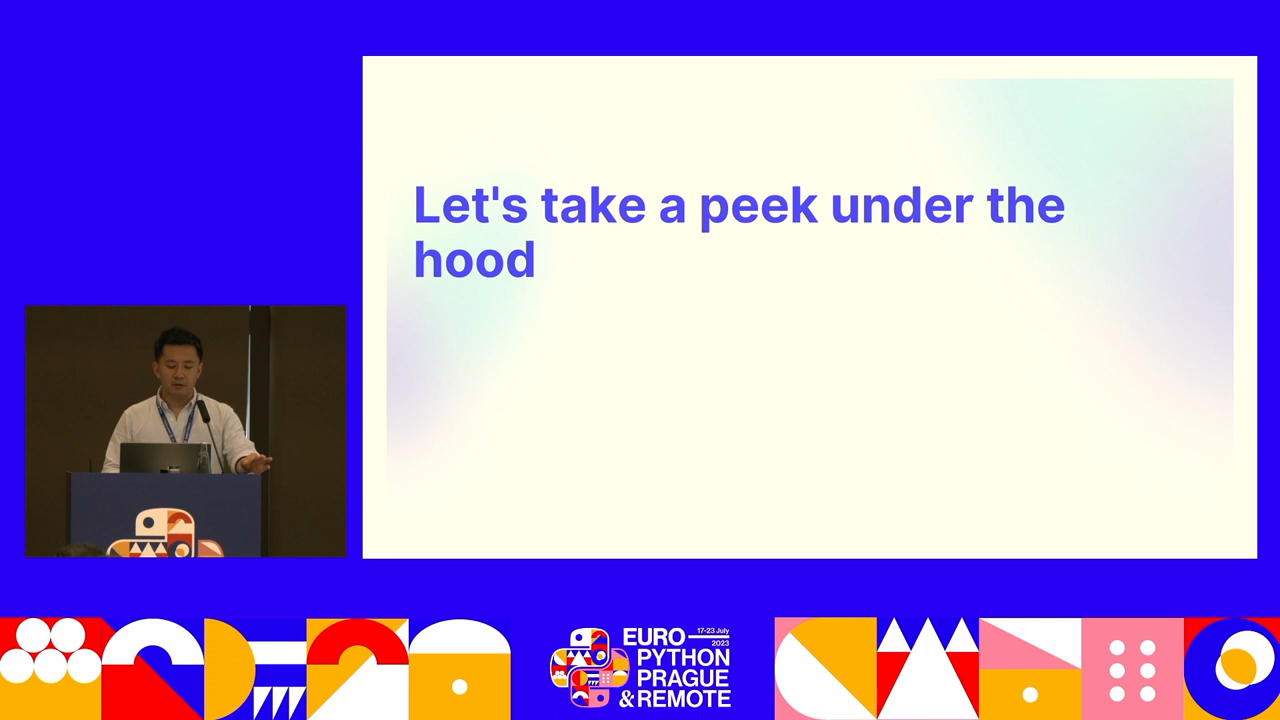 Let's take a peek under the
hood
EURO
17-23 July
2023
PYTHON
PRAGUE
&REMOTE